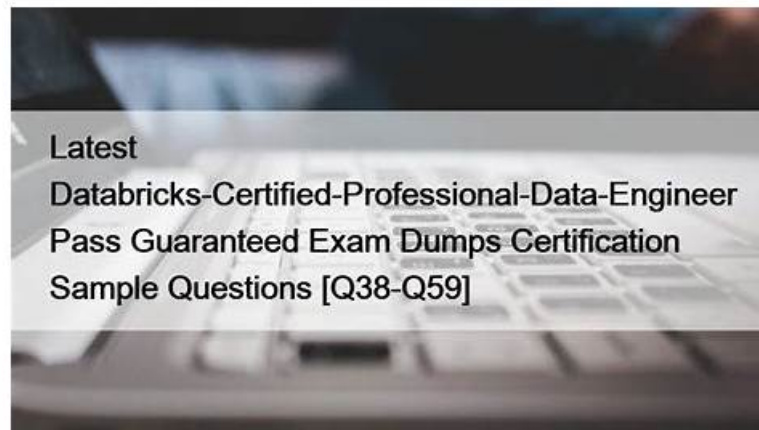 Latest
Databricks-Certified-Professional-Data-Engineer
Pass Guaranteed Exam Dumps Certification
Sample Questions [Q38-Q59]